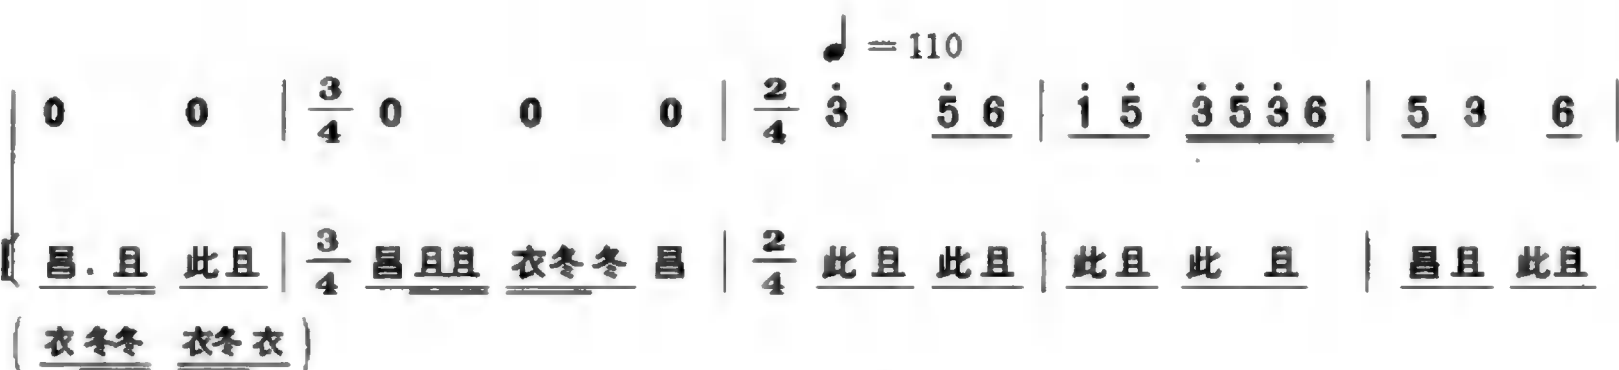 ♩=110
0 0 | 3/4 0 0 0 | 2/4 3̇ 5̇ 6 | 1̇ 5̇ 3̇ 5̇ 3̇ 6 | 5 3 6 |
昌. 且 此且 | 3/4 昌且且 衣冬冬 昌 | 2/4 此且 此且 | 此且 此 且 | 昌且 此且
(衣冬冬 衣冬衣)